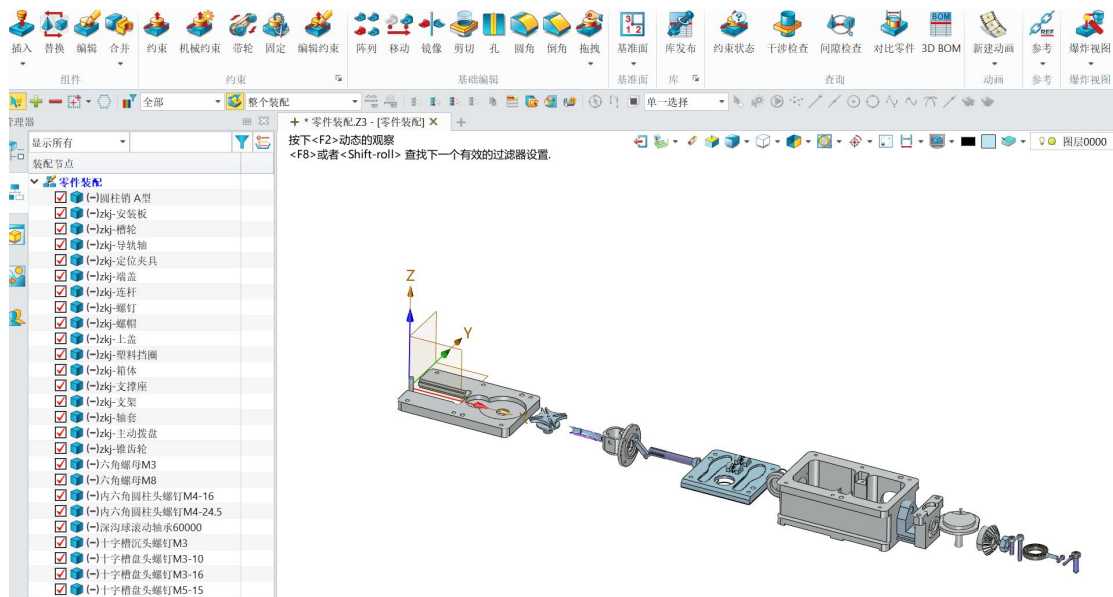 插入 替换 编辑 合并 约束 机械约束 带轮 固定 编辑约束 阵列 移动 镜像 剪切 孔 圆角 倒角 拖拽 基准面 库发布 约束状态 干涉检查 间隙检查 对比零件 3D BOM 新建动画 参考 爆炸视图
组件 约束 基础编辑 基准面 库 查询 动画 参考 爆炸视图
全部 整个装配 单一选择
管理器 * 零件装配.Z3 - [零件装配]
显示所有
装配节点
零件装配
(-)圆柱销 A型
(-)zkj-安装板
(-)zkj-槽轮
(-)zkj-导轨轴
(-)zkj-定位夹具
(-)zkj-端盖
(-)zkj-连杆
(-)zkj-螺钉
(-)zkj-螺帽
(-)zkj-上盖
(-)zkj-塑料挡圈
(-)zkj-箱体
(-)zkj-支撑座
(-)zkj-支架
(-)zkj-轴套
(-)zkj-主动拨盘
(-)zkj-锥齿轮
(-)六角螺母M3
(-)六角螺母M8
(-)内六角圆柱头螺钉M4-16
(-)内六角圆柱头螺钉M4-24.5
(-)深沟球滚动轴承60000
(-)十字槽沉头螺钉M3
(-)十字槽盘头螺钉M3-10
(-)十字槽盘头螺钉M3-16
(-)十字槽盘头螺钉M5-15
按下<F2>动态的观察
<F8>或者<Shift-roll> 查找下一个有效的过滤器设置.
图层0000
Z
Y